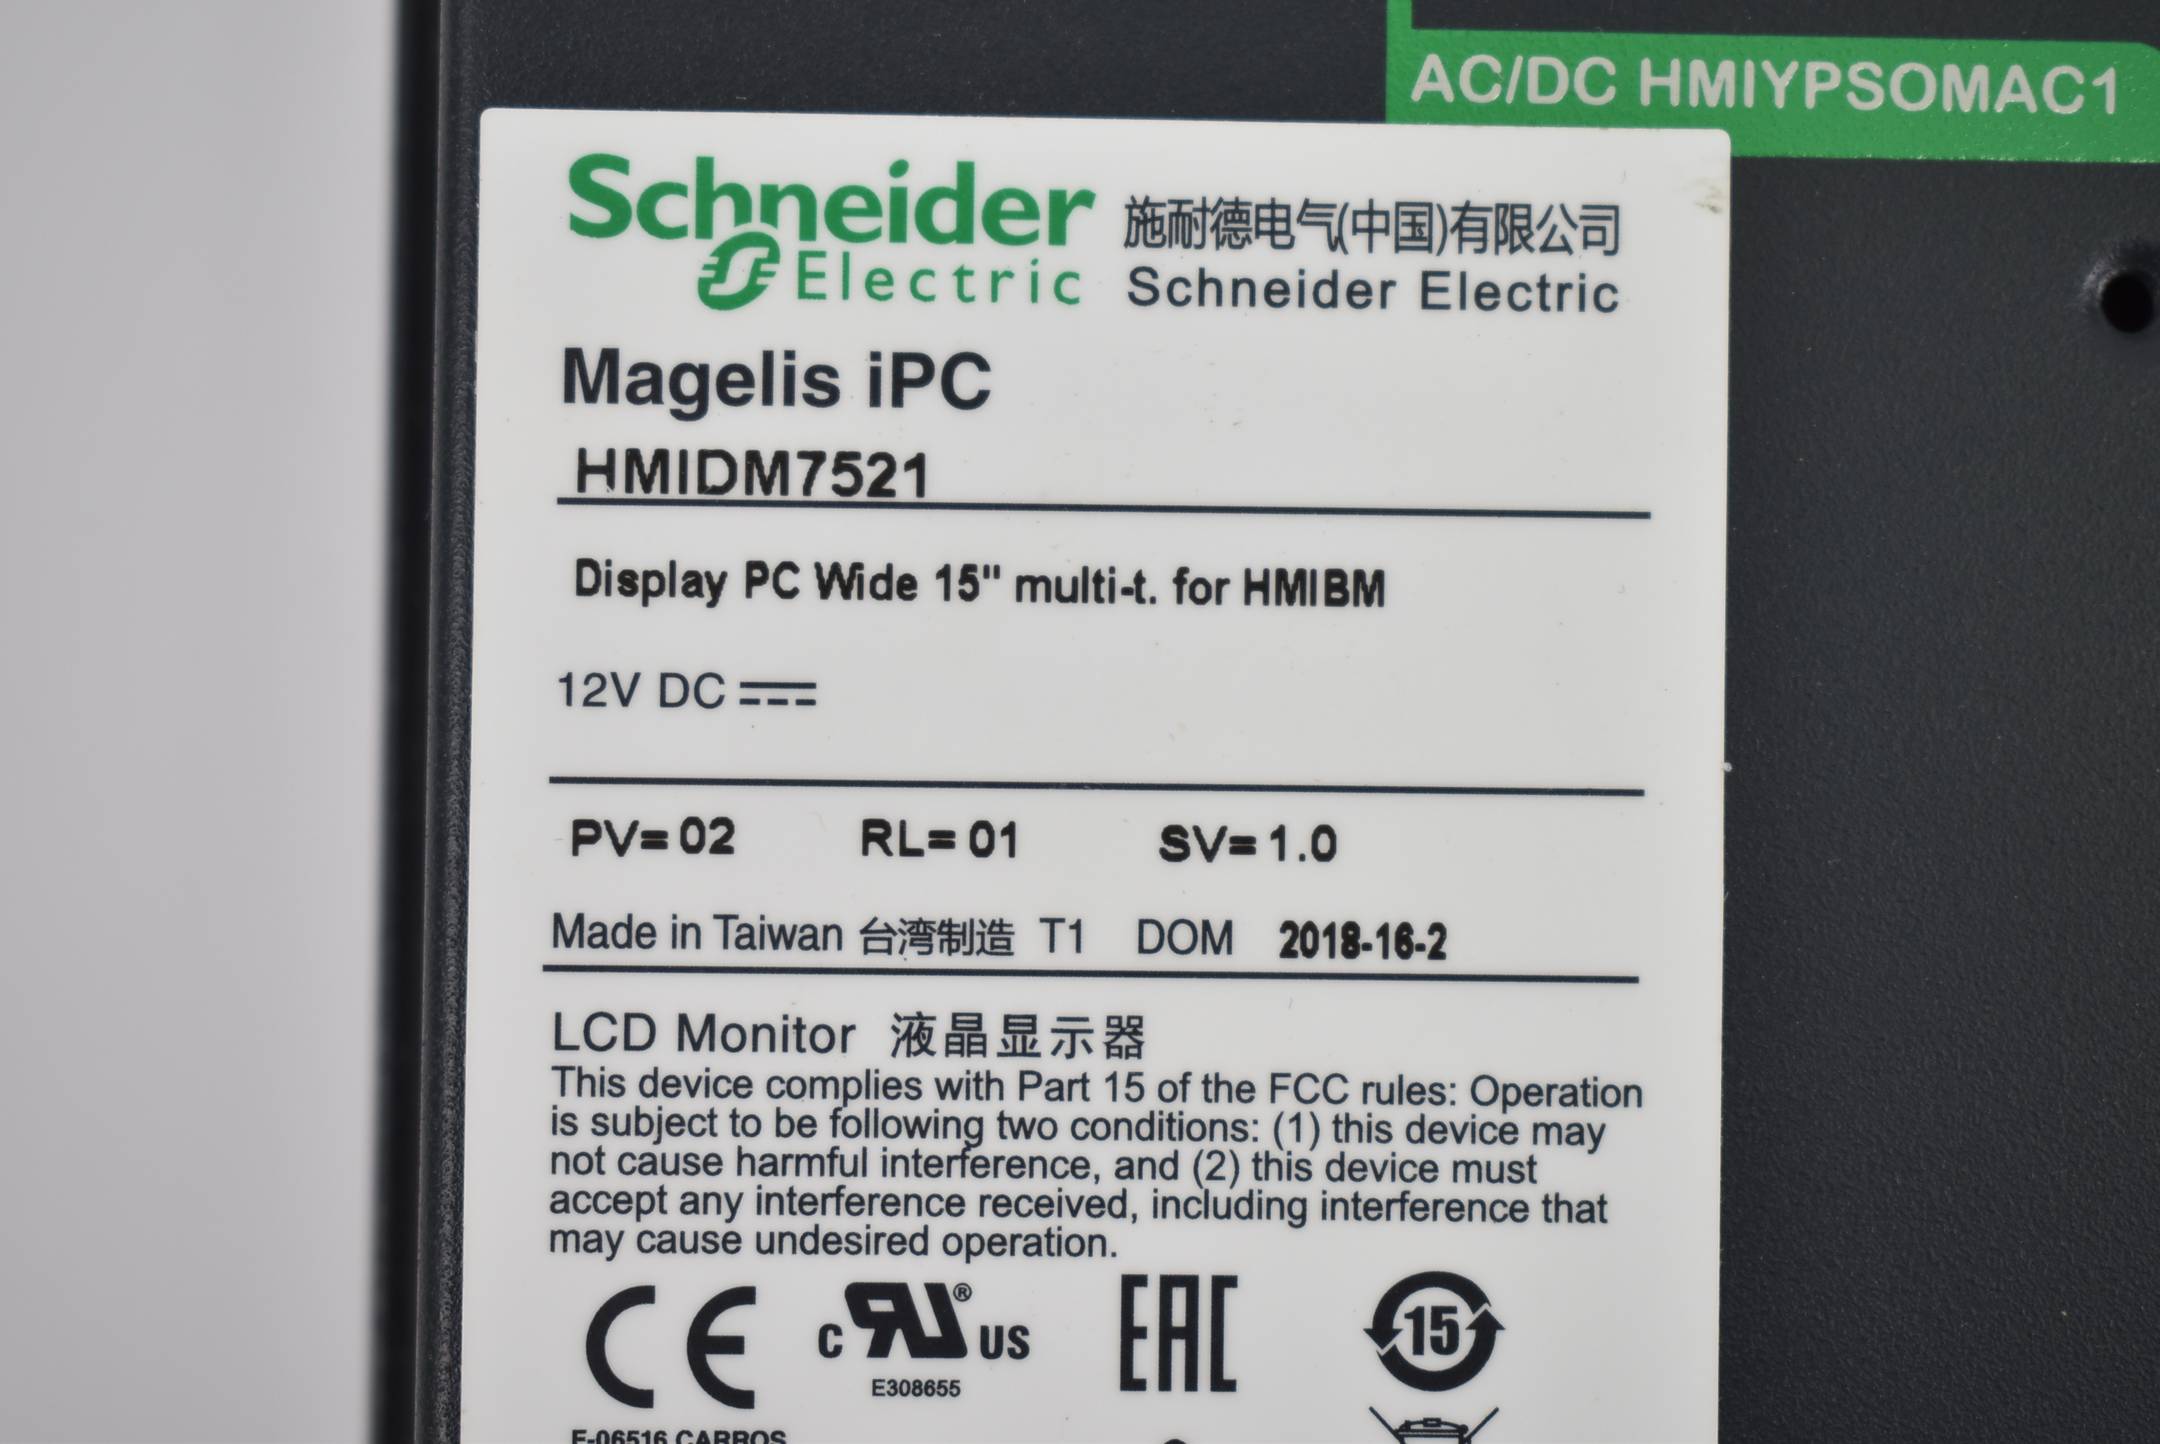 AC/DC HMIYPSOMAC1
Schneider
Electric
施耐德电气(中国)有限公司
Schneider Electric
Magelis iPC
HMIDM7521
Display PC Wide 15" multi-t. for HMIBM
12V DC
PV= 02 RL= 01 SV= 1.0
Made in Taiwan 台湾制造 T1 DOM 2018-16-2
LCD Monitor 液晶显示器
This device complies with Part 15 of the FCC rules: Operation
is subject to be following two conditions: (1) this device may
not cause harmful interference, and (2) this device must
accept any interference received, including interference that
may cause undesired operation.
CE c RU ® US EAC 15
E308655
F-06516 CARROS